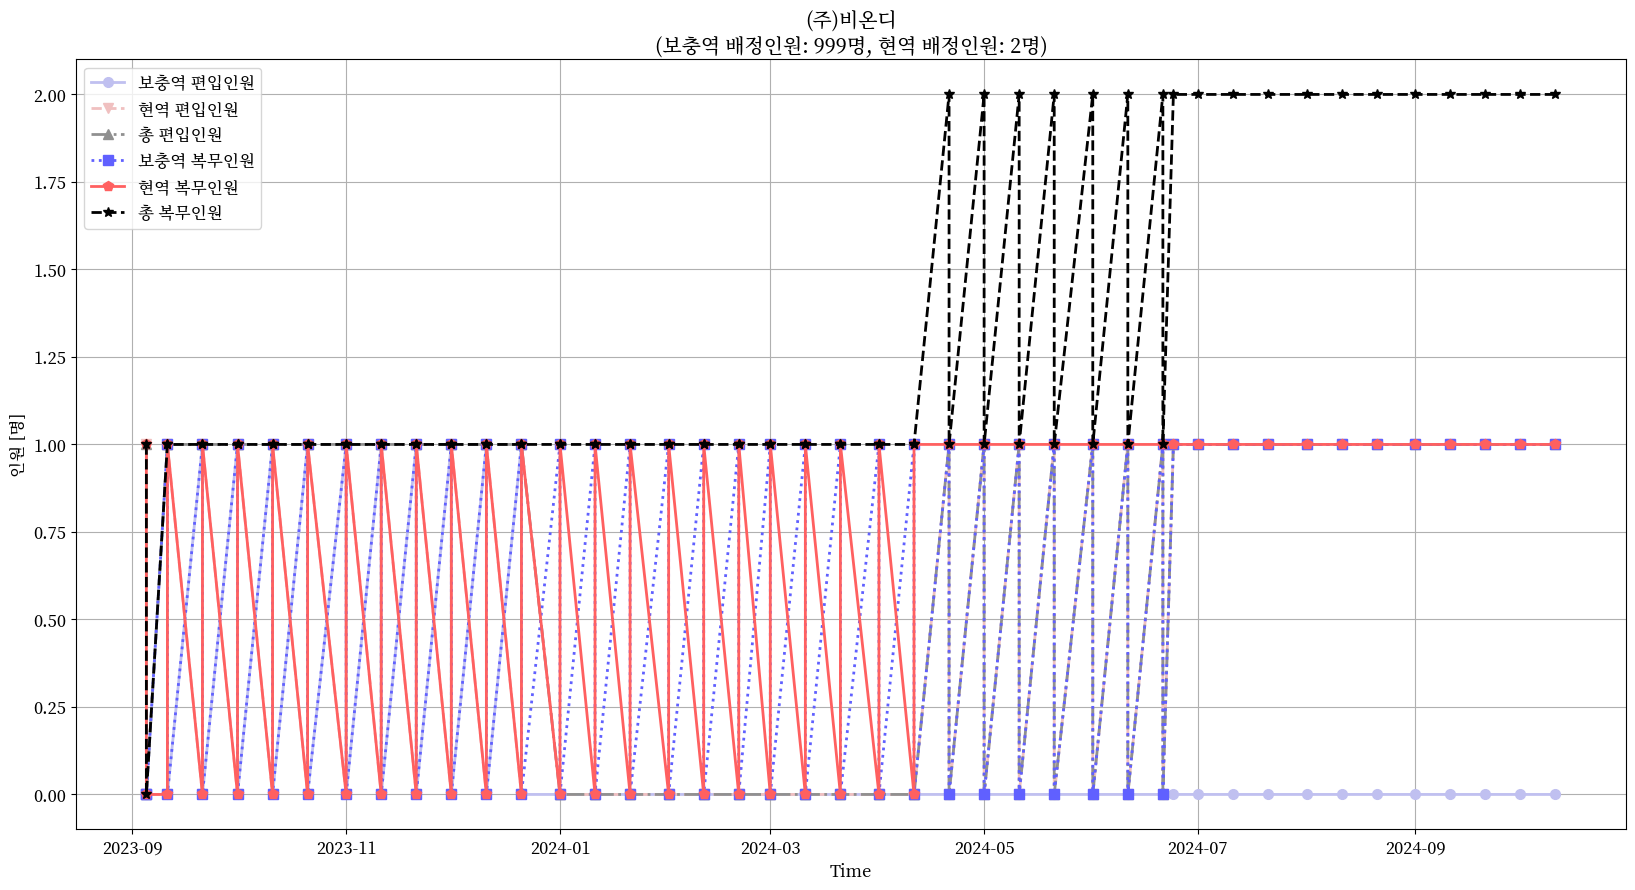 (주)비온디
(보충역 배정인원: 999명, 현역 배정인원: 2명)
보충역 편입인원
현역 편입인원
총 편입인원
보충역 복무인원
현역 복무인원
총 복무인원
2.00
1.75
1.50
1.25
1.00
0.75
0.50
0.25
0.00
인원 [명]
2023-09 2023-11 2024-01 2024-03 2024-05 2024-07 2024-09
Time